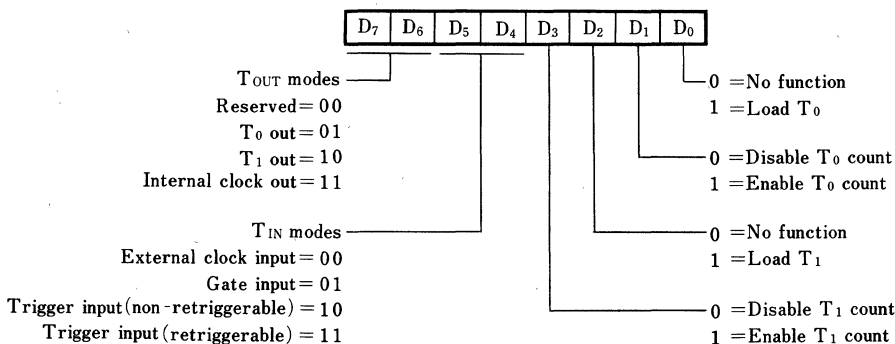 D7 D6 D5 D4 D3 D2 D1 D0
TOUT modes
Reserved = 00
T0 out = 01
T1 out = 10
Internal clock out = 11
TIN modes
External clock input = 00
Gate input = 01
Trigger input (non-retriggerable) = 10
Trigger input (retriggerable) = 11
0 = No function
1 = Load T0
0 = Disable T0 count
1 = Enable T0 count
0 = No function
1 = Load T1
0 = Disable T1 count
1 = Enable T1 count